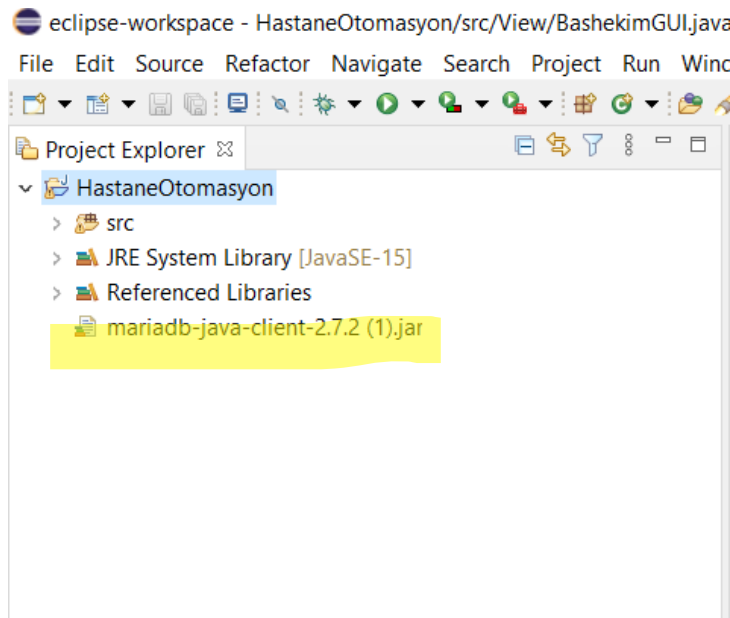 eclipse-workspace - HastaneOtomasyon/src/View/BashekimGUI.java
File Edit Source Refactor Navigate Search Project Run Wind
Project Explorer
HastaneOtomasyon
src
JRE System Library [JavaSE-15]
Referenced Libraries
mariadb-java-client-2.7.2 (1).jar